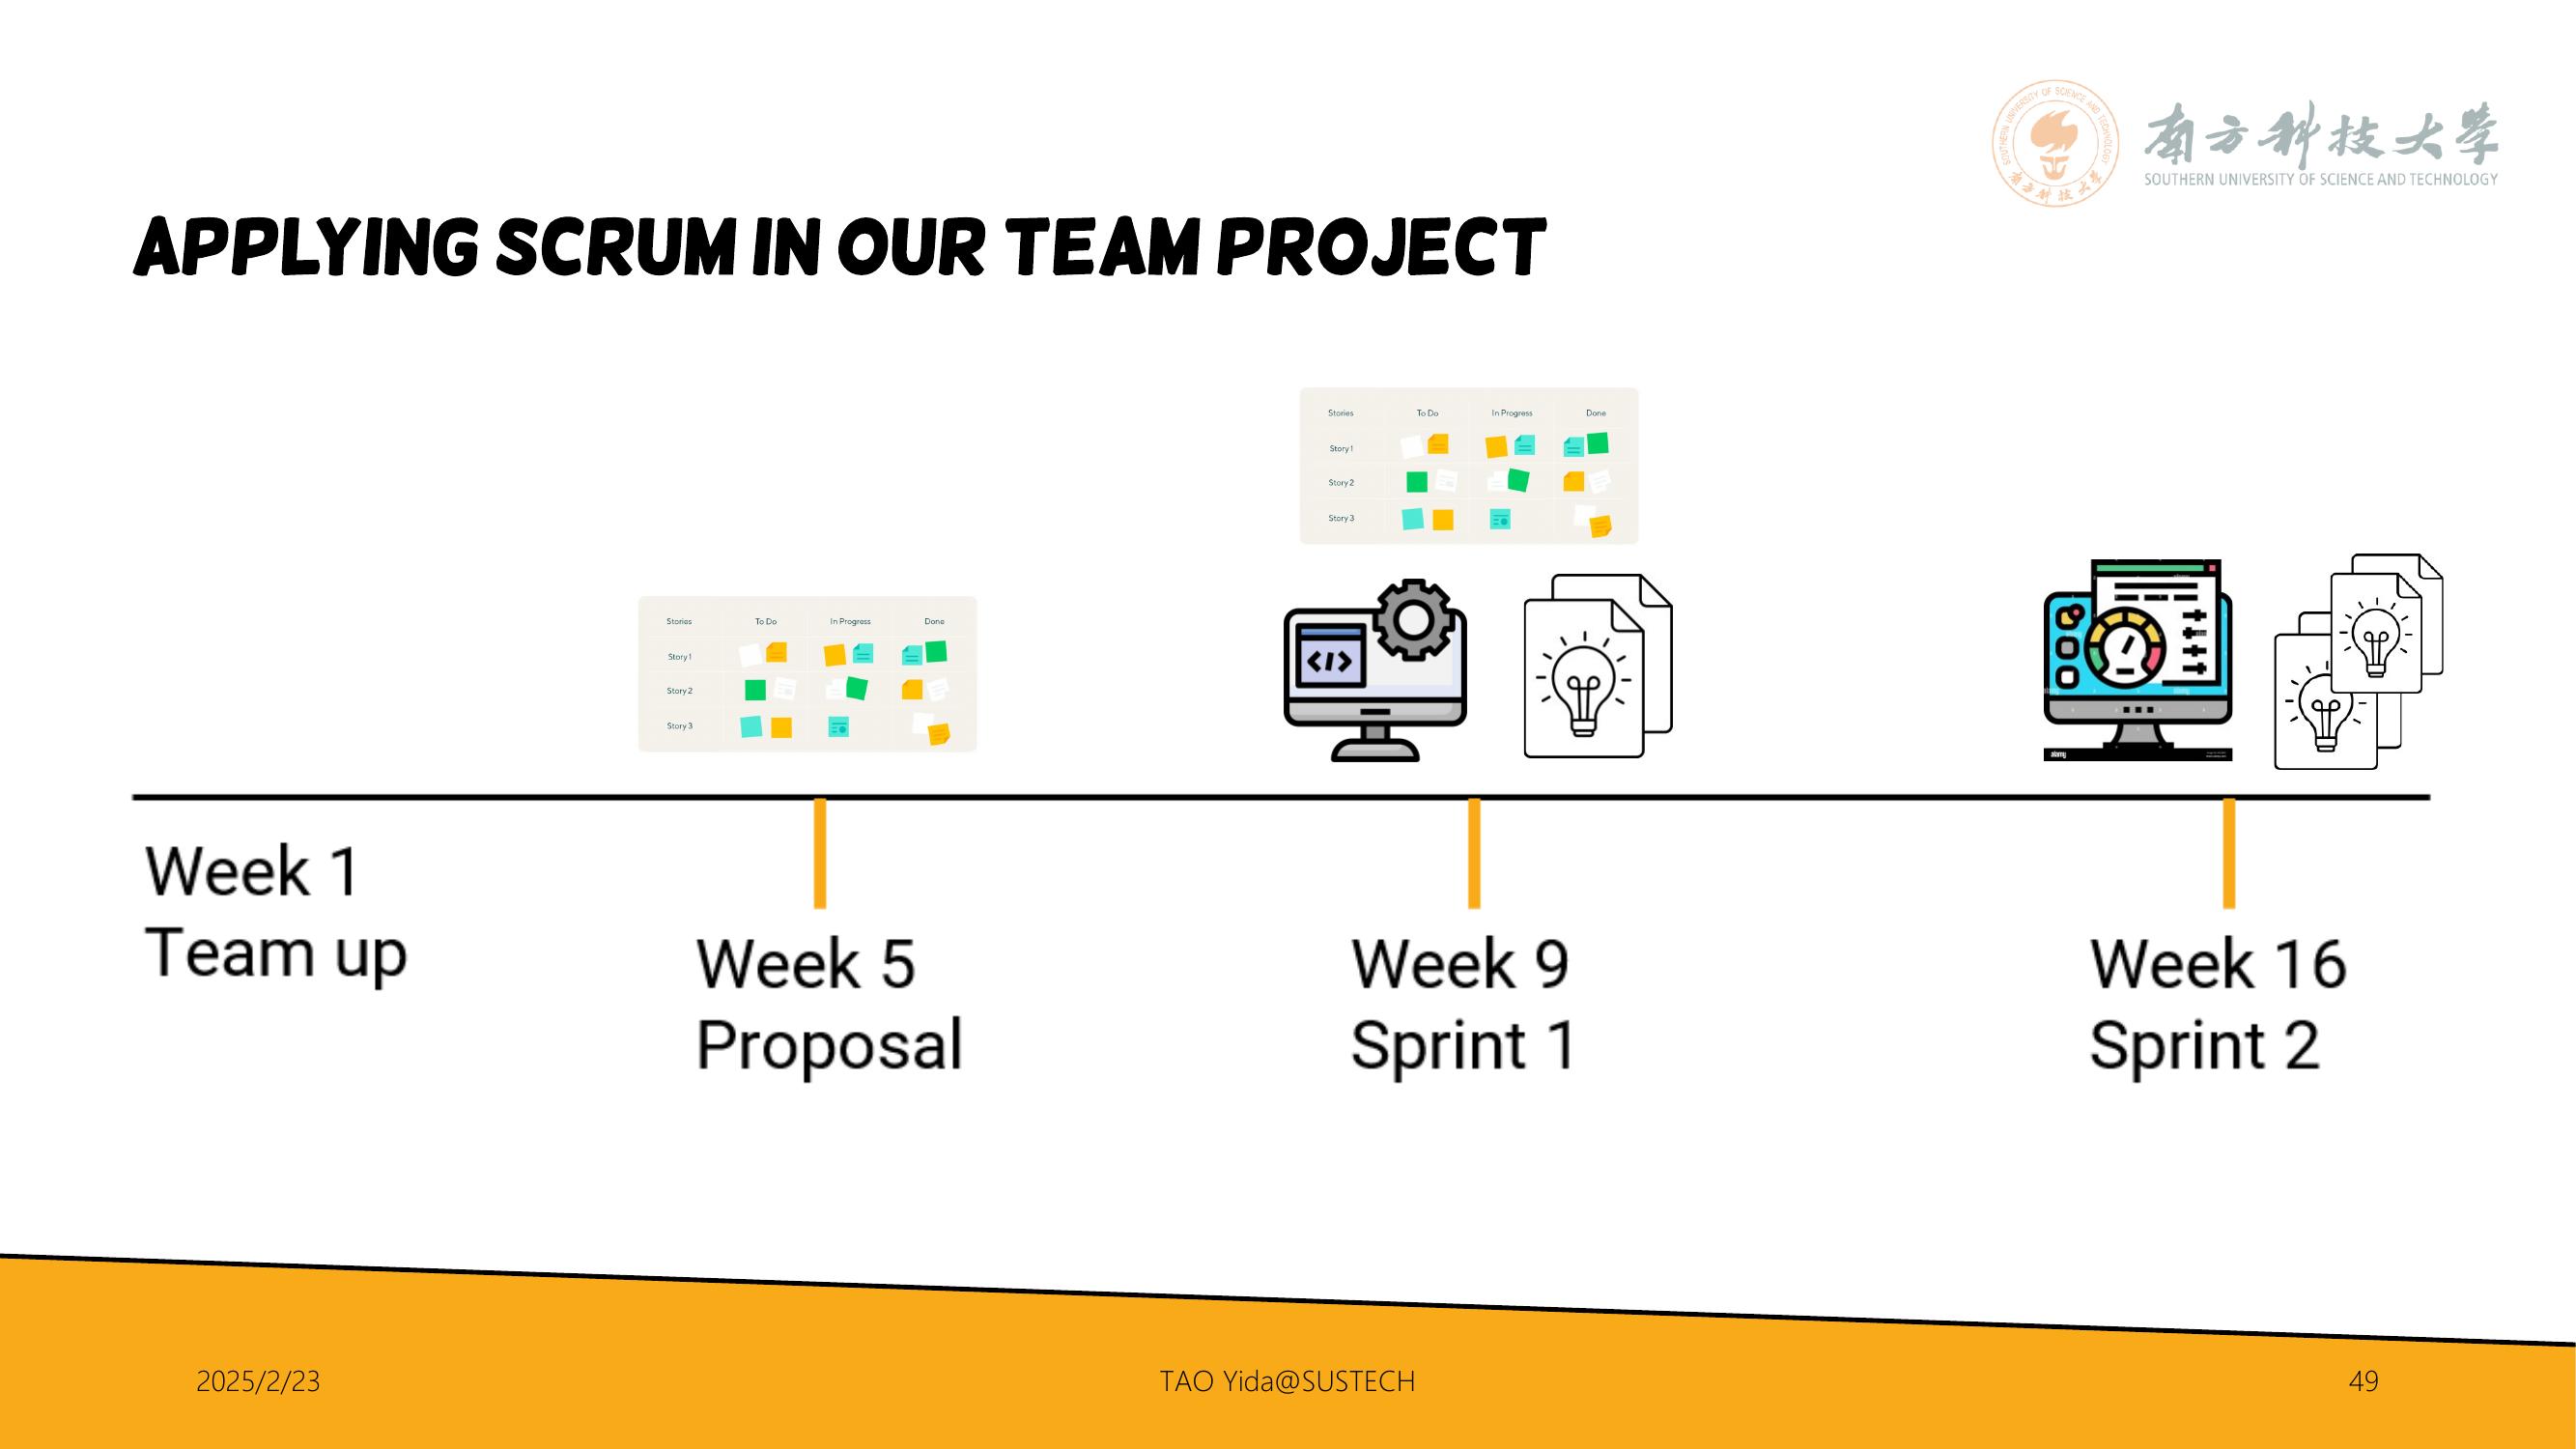 南方科技大学
SOUTHERN UNIVERSITY OF SCIENCE AND TECHNOLOGY
APPLYING SCRUM IN OUR TEAM PROJECT
Stories To Do In Progress Done
Story 1
Story 2
Story 3
Stories To Do In Progress Done
Story 1
Story 2
Story 3
</>
alamy
Week 1
Team up
Week 5
Proposal
Week 9
Sprint 1
Week 16
Sprint 2
2025/2/23
TAO Yida@SUSTECH
49